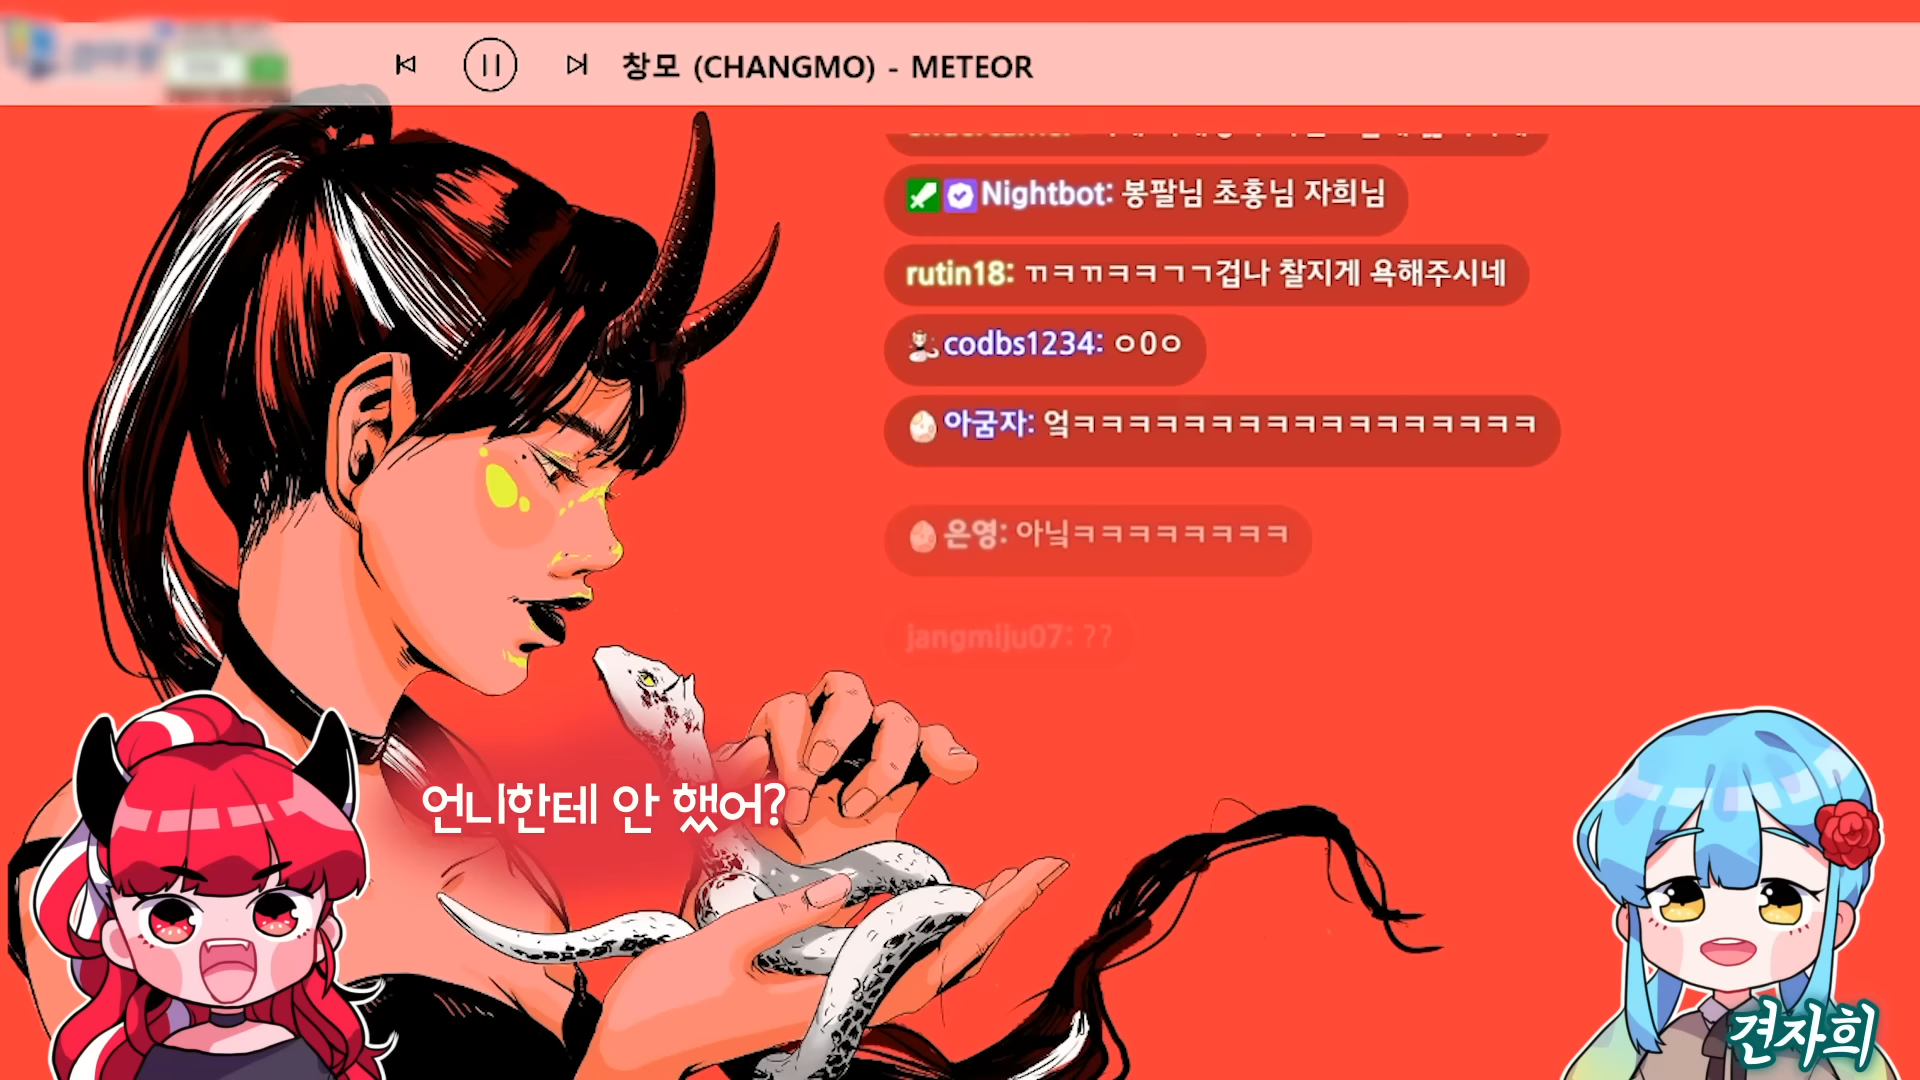 창모 (CHANGMO) - METEOR
Nightbot: 봉팔님 초홍님 자희님
rutin18: ㄲㅋㄲㅋㅋㄱㄱ겁나 찰지게 욕해주시네
codbs1234: ㅇ0ㅇ
아굼자: 엌ㅋㅋㅋㅋㅋㅋㅋㅋㅋㅋㅋㅋㅋㅋㅋㅋㅋ
은영: 아닠ㅋㅋㅋㅋㅋㅋㅋㅋ
jangmiju07: ??
언니한테 안 했어?
견자희